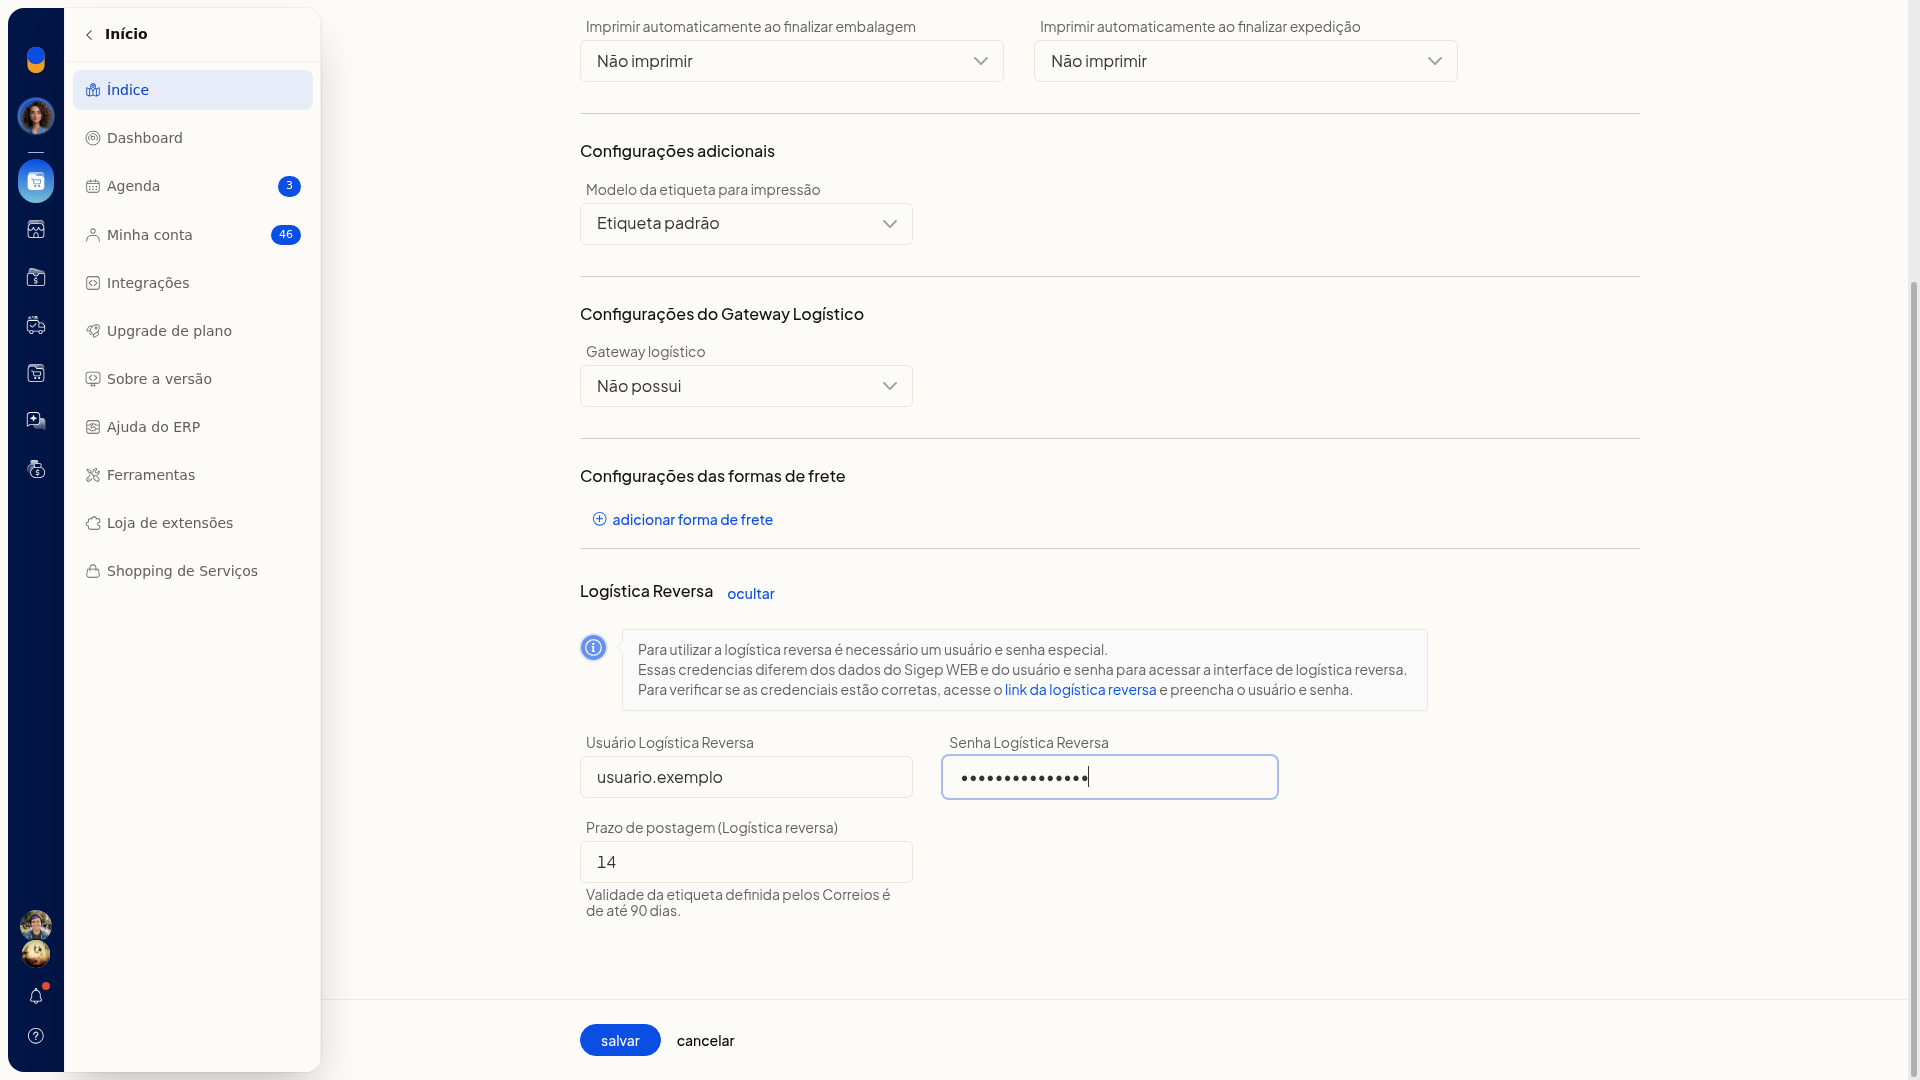 Início
Índice
Dashboard
Agenda
3
Minha conta
46
Integrações
Upgrade de plano
Sobre a versão
Ajuda do ERP
Ferramentas
Loja de extensões
Shopping de Serviços
Imprimir automaticamente ao finalizar embalagem
Não imprimir
Imprimir automaticamente ao finalizar expedição
Não imprimir
Configurações adicionais
Modelo da etiqueta para impressão
Etiqueta padrão
Configurações do Gateway Logístico
Gateway logístico
Não possui
Configurações das formas de frete
adicionar forma de frete
Logística Reversa ocultar
Para utilizar a logística reversa é necessário um usuário e senha especial.
Essas credencias diferem dos dados do Sigep WEB e do usuário e senha para acessar a interface de logística reversa.
Para verificar se as credenciais estão corretas, acesse o link da logística reversa e preencha o usuário e senha.
Usuário Logística Reversa
usuario.exemplo
Senha Logística Reversa
•••••••••••••••
Prazo de postagem (Logística reversa)
14
Validade da etiqueta definida pelos Correios é
de até 90 dias.
salvar cancelar